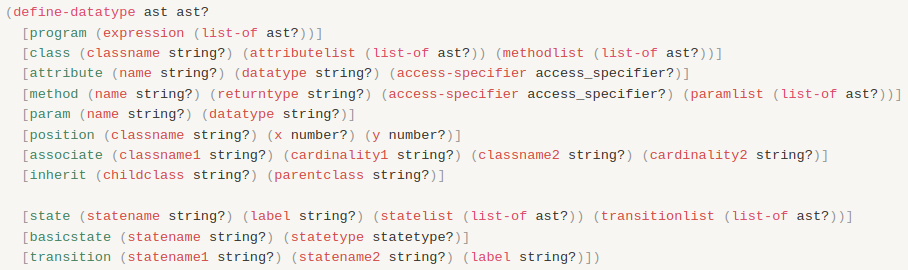 (define-datatype ast ast?
[program (expression (list-of ast?))]
[class (classname string?) (attributelist (list-of ast?)) (methodlist (list-of ast?))]
[attribute (name string?) (datatype string?) (access-specifier access_specifier?)]
[method (name string?) (returntype string?) (access-specifier access_specifier?) (paramlist (list-of ast?))]
[param (name string?) (datatype string?)]
[position (classname string?) (x number?) (y number?)]
[associate (classname1 string?) (cardinality1 string?) (classname2 string?) (cardinality2 string?)]
[inherit (childclass string?) (parentclass string?)]
[state (statename string?) (label string?) (statelist (list-of ast?)) (transitionlist (list-of ast?))]
[basicstate (statename string?) (statetype statetype?)]
[transition (statename1 string?) (statename2 string?) (label string?)])